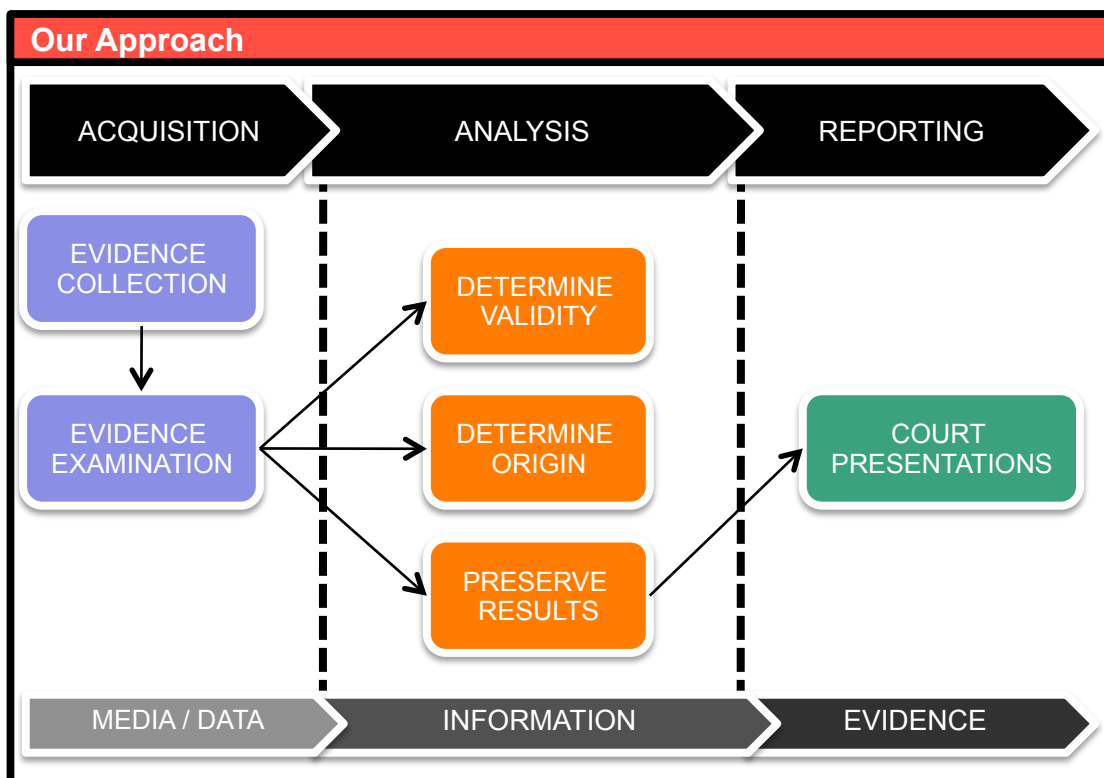 Our Approach
ACQUISITION
ANALYSIS
REPORTING
EVIDENCE
COLLECTION
EVIDENCE
EXAMINATION
DETERMINE
VALIDITY
DETERMINE
ORIGIN
PRESERVE
RESULTS
COURT
PRESENTATIONS
MEDIA / DATA
INFORMATION
EVIDENCE